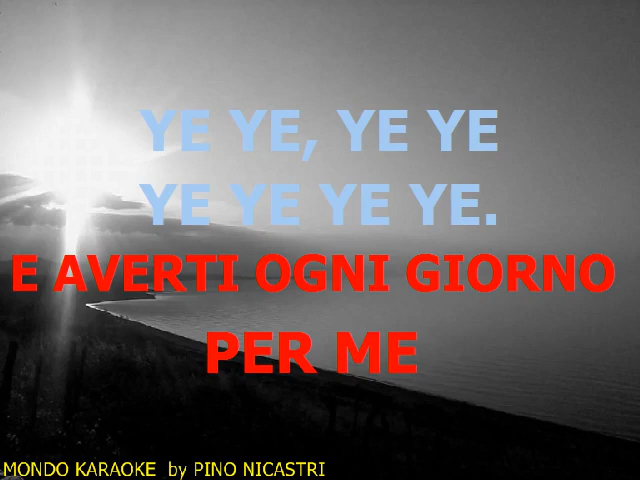 YE YE, YE YE
YE YE YE YE.
E AVERTI OGNI GIORNO
PER ME
MONDO KARAOKE by PINO NICASTRI